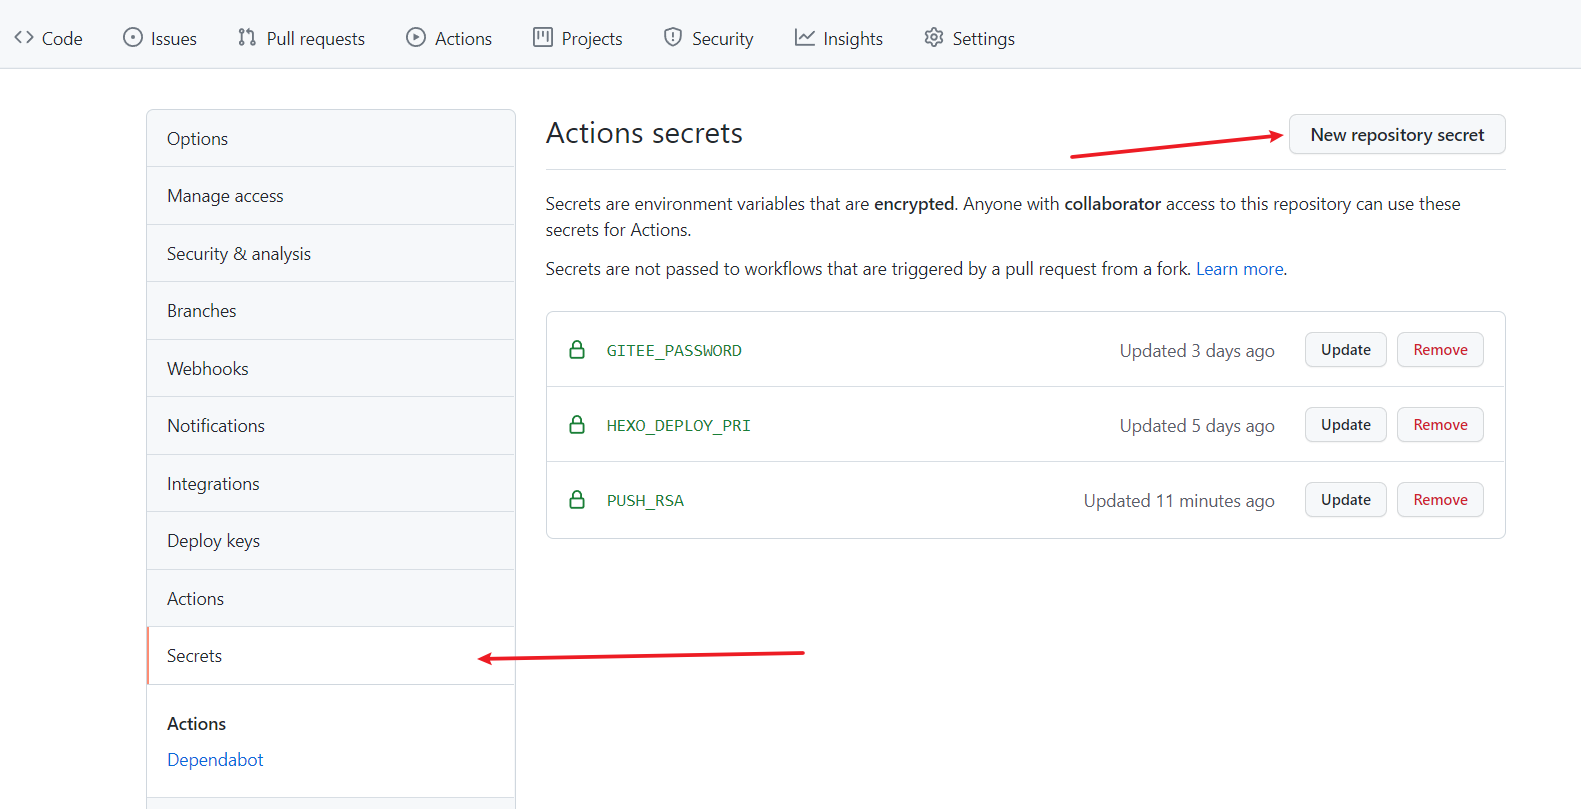 Code Issues Pull requests Actions Projects Security Insights Settings
Options
Manage access
Security & analysis
Branches
Webhooks
Notifications
Integrations
Deploy keys
Actions
Secrets
Actions
Dependabot
Actions secrets
New repository secret
Secrets are environment variables that are encrypted. Anyone with collaborator access to this repository can use these
secrets for Actions.
Secrets are not passed to workflows that are triggered by a pull request from a fork. Learn more.
GITEE_PASSWORD Updated 3 days ago Update Remove
HEXO_DEPLOY_PRI Updated 5 days ago Update Remove
PUSH_RSA Updated 11 minutes ago Update Remove